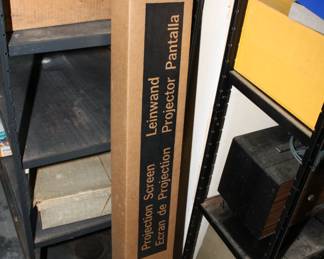 Projection Screen Leinwand
Ecran de Projection Projector Pantalla